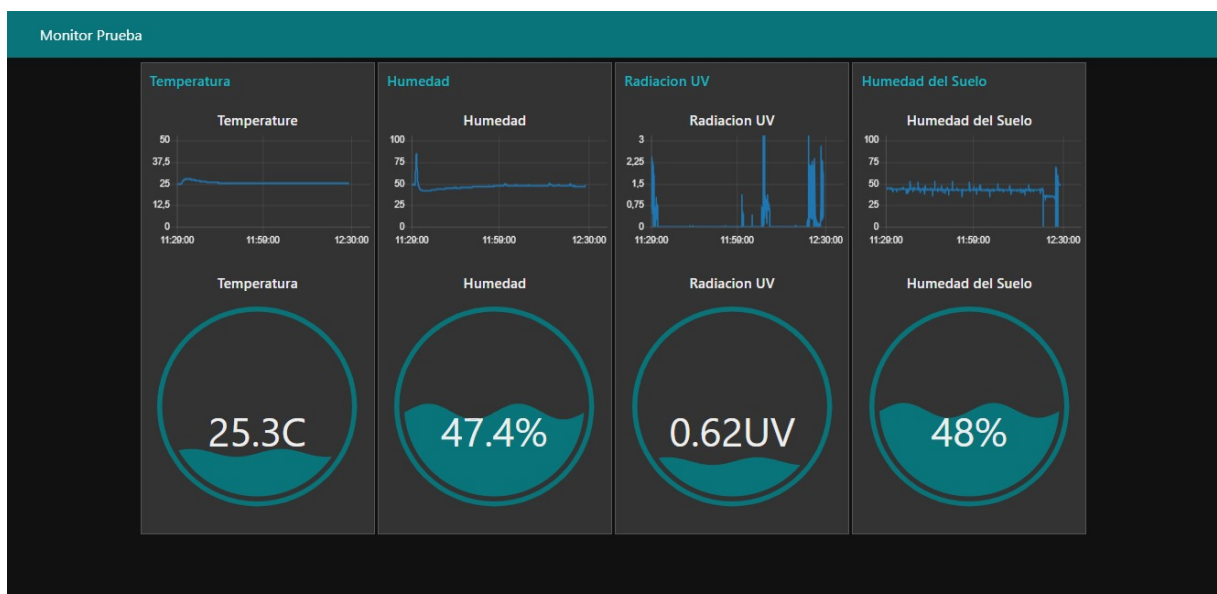 Monitor Prueba
Temperatura
Temperature
50
37,5
25
12,5
0
11:29:00 11:59:00 12:30:00
Temperatura
25.3C
Humedad
Humedad
100
75
50
25
0
11:29:00 11:59:00 12:30:00
Humedad
47.4%
Radiacion UV
Radiacion UV
3
2,25
1,5
0,75
0
11:29:00 11:59:00 12:30:00
Radiacion UV
0.62UV
Humedad del Suelo
Humedad del Suelo
100
75
50
25
0
11:29:00 11:59:00 12:30:00
Humedad del Suelo
48%